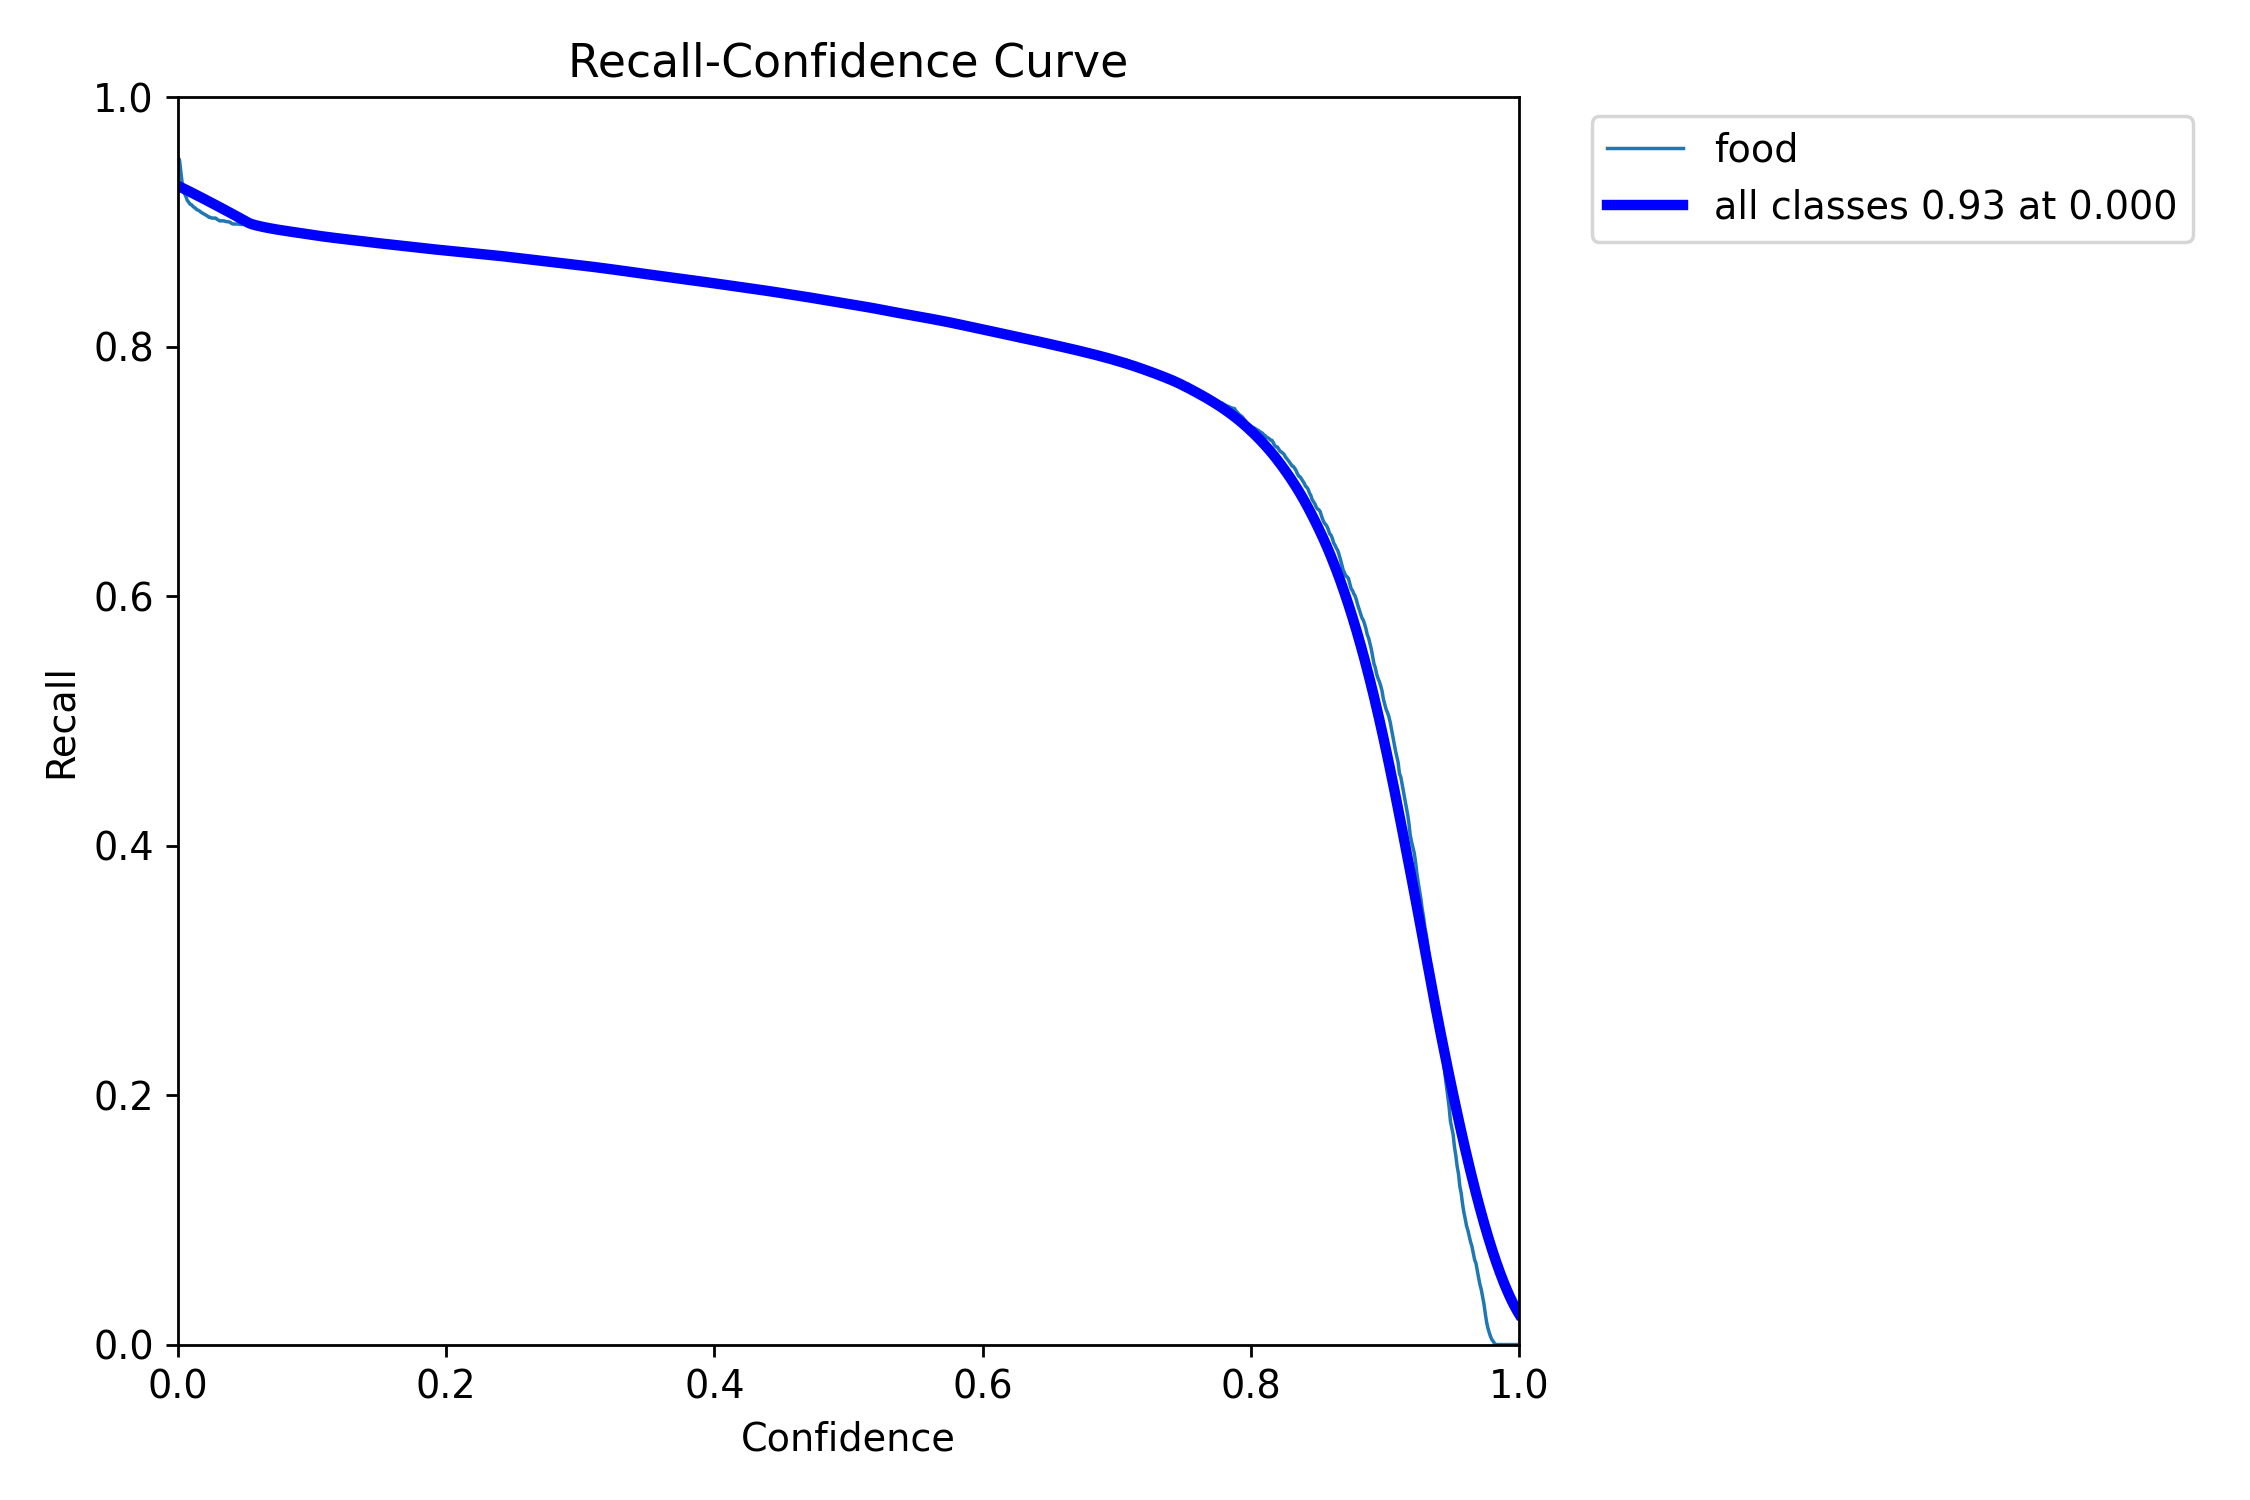 Recall-Confidence Curve
food
all classes 0.93 at 0.000
Recall
1.0
0.8
0.6
0.4
0.2
0.0
0.0 0.2 0.4 0.6 0.8 1.0
Confidence